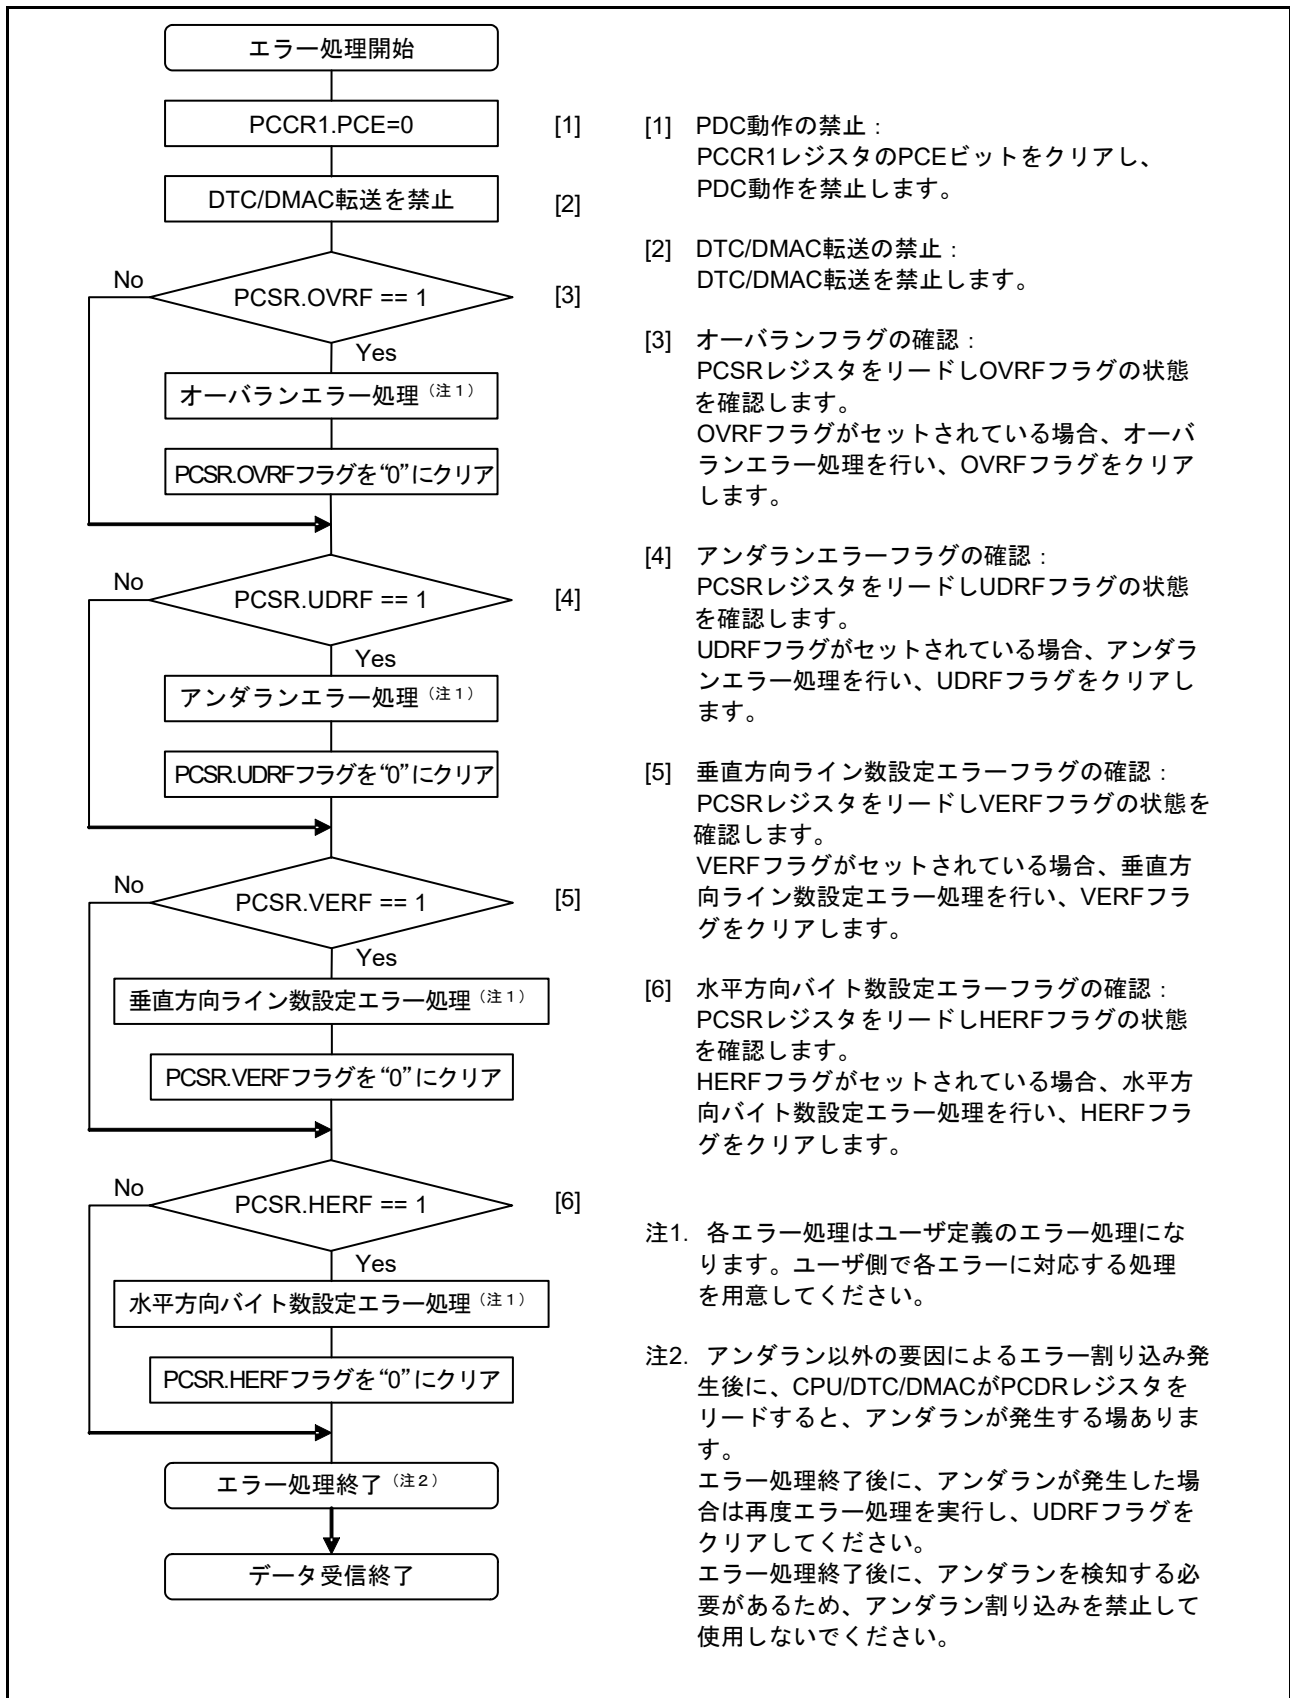 エラー処理開始
PCCR1.PCE=0
[1]
DTC/DMAC転送を禁止
[2]
No
PCSR.OVRF == 1
[3]
Yes
オーバランエラー処理（注1）
PCSR.OVRFフラグを“0”にクリア
No
PCSR.UDRF == 1
[4]
Yes
アンダランエラー処理（注1）
PCSR.UDRFフラグを“0”にクリア
No
PCSR.VERF == 1
[5]
Yes
垂直方向ライン数設定エラー処理（注1）
PCSR.VERFフラグを“0”にクリア
No
PCSR.HERF == 1
[6]
Yes
水平方向バイト数設定エラー処理（注1）
PCSR.HERFフラグを“0”にクリア
エラー処理終了（注2）
データ受信終了
[1] PDC動作の禁止：
PCCR1レジスタのPCEビットをクリアし、
PDC動作を禁止します。
[2] DTC/DMAC転送の禁止：
DTC/DMAC転送を禁止します。
[3] オーバランフラグの確認：
PCSRレジスタをリードしOVRFフラグの状態
を確認します。
OVRFフラグがセットされている場合、オーバ
ランエラー処理を行い、OVRFフラグをクリア
します。
[4] アンダランエラーフラグの確認：
PCSRレジスタをリードしUDRFフラグの状態
を確認します。
UDRFフラグがセットされている場合、アンダラ
ンエラー処理を行い、UDRFフラグをクリアし
ます。
[5] 垂直方向ライン数設定エラーフラグの確認：
PCSRレジスタをリードしVERFフラグの状態を
確認します。
VERFフラグがセットされている場合、垂直方
向ライン数設定エラー処理を行い、VERFフラ
グをクリアします。
[6] 水平方向バイト数設定エラーフラグの確認：
PCSRレジスタをリードしHERFフラグの状態
を確認します。
HERFフラグがセットされている場合、水平方
向バイト数設定エラー処理を行い、HERFフラ
グをクリアします。
注1. 各エラー処理はユーザ定義のエラー処理にな
ります。ユーザ側で各エラーに対応する処理
を用意してください。
注2. アンダラン以外の要因によるエラー割り込み発
生後に、CPU/DTC/DMACがPCDRレジスタを
リードすると、アンダランが発生する場ありま
す。
エラー処理終了後に、アンダランが発生した場
合は再度エラー処理を実行し、UDRFフラグを
クリアしてください。
エラー処理終了後に、アンダランを検知する必
要があるため、アンダラン割り込みを禁止して
使用しないでください。